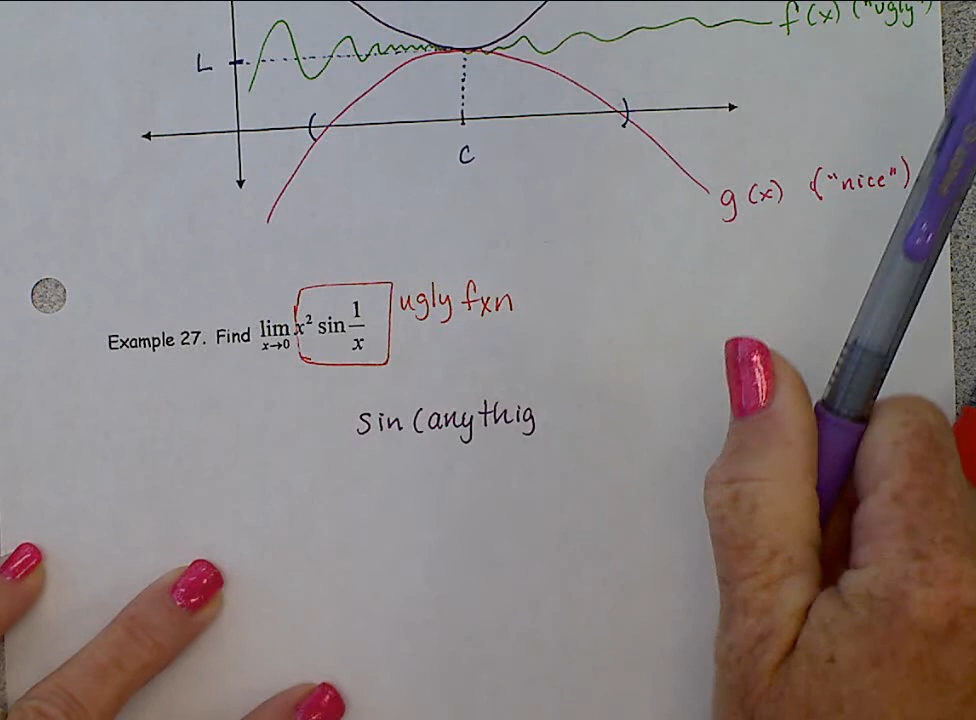 f(x) ("ugly")
L
C
g(x) ("nice")
Example 27. Find lim x→0 x² sin 1/x ugly fxn
sin (anythig